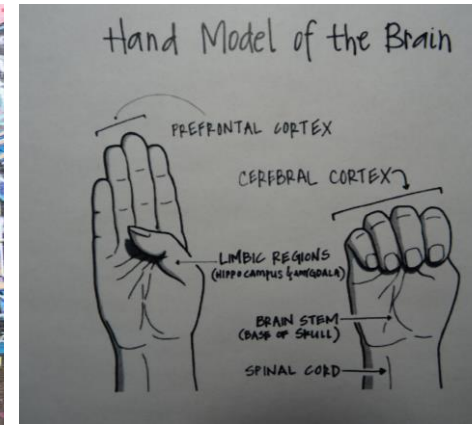 Hand Model of the Brain
PREFRONTAL CORTEX
CEREBRAL CORTEX
LIMBIC REGIONS
(HIPPOCAMPUS & AMYGDALA)
BRAIN STEM
(BASE OF SKULL)
SPINAL CORD